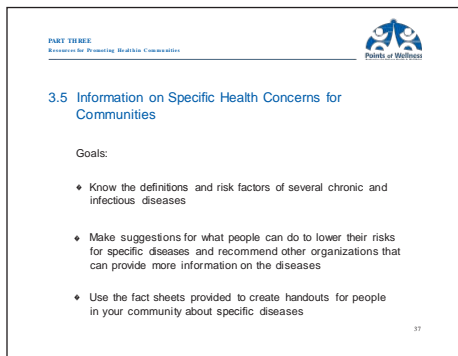 PART THREE
Resources for Promoting Healthin Communities
Points of Wellness
3.5 Information on Specific Health Concerns for
Communities
Goals:
◆ Know the definitions and risk factors of several chronic and
infectious diseases
◆ Make suggestions for what people can do to lower their risks
for specific diseases and recommend other organizations that
can provide more information on the diseases
◆ Use the fact sheets provided to create handouts for people
in your community about specific diseases
37